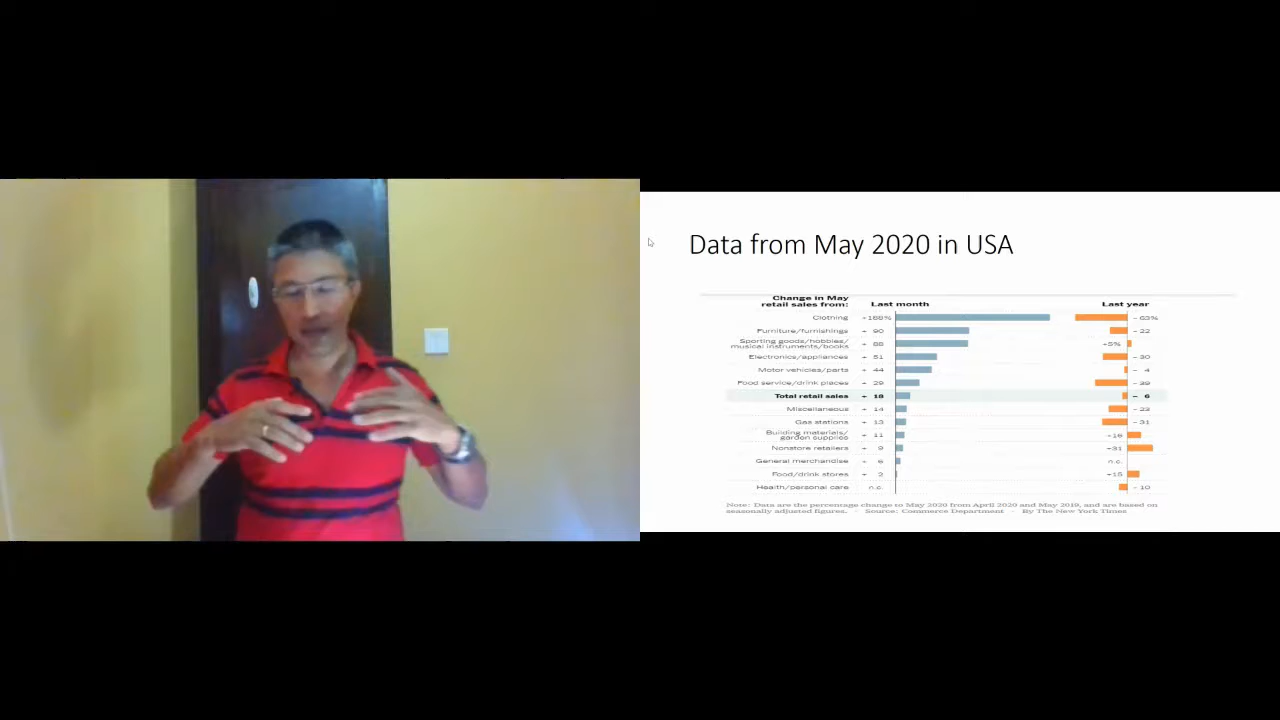 Data from May 2020 in USA
Change in May
retail sales from: Last month Last year
Clothing +188% – 63%
Furniture/furnishings + 90 – 22
Sporting goods/hobbies/
musical instruments/books + 88 +5%
Electronics/appliances + 51 – 30
Motor vehicles/parts + 44 – 4
Food service/drink places + 29 – 39
Total retail sales + 18 – 6
Miscellaneous + 14 – 23
Gas stations + 13 – 31
Building materials/
garden supplies + 11 +16
Nonstore retailers + 9 +31
General merchandise + 6 n.c.
Food/drink stores + 2 +15
Health/personal care n.c. – 10
Note: Data are the percentage change to May 2020 from April 2020 and May 2019, and are based on
seasonally adjusted figures. · Source: Commerce Department · By The New York Times